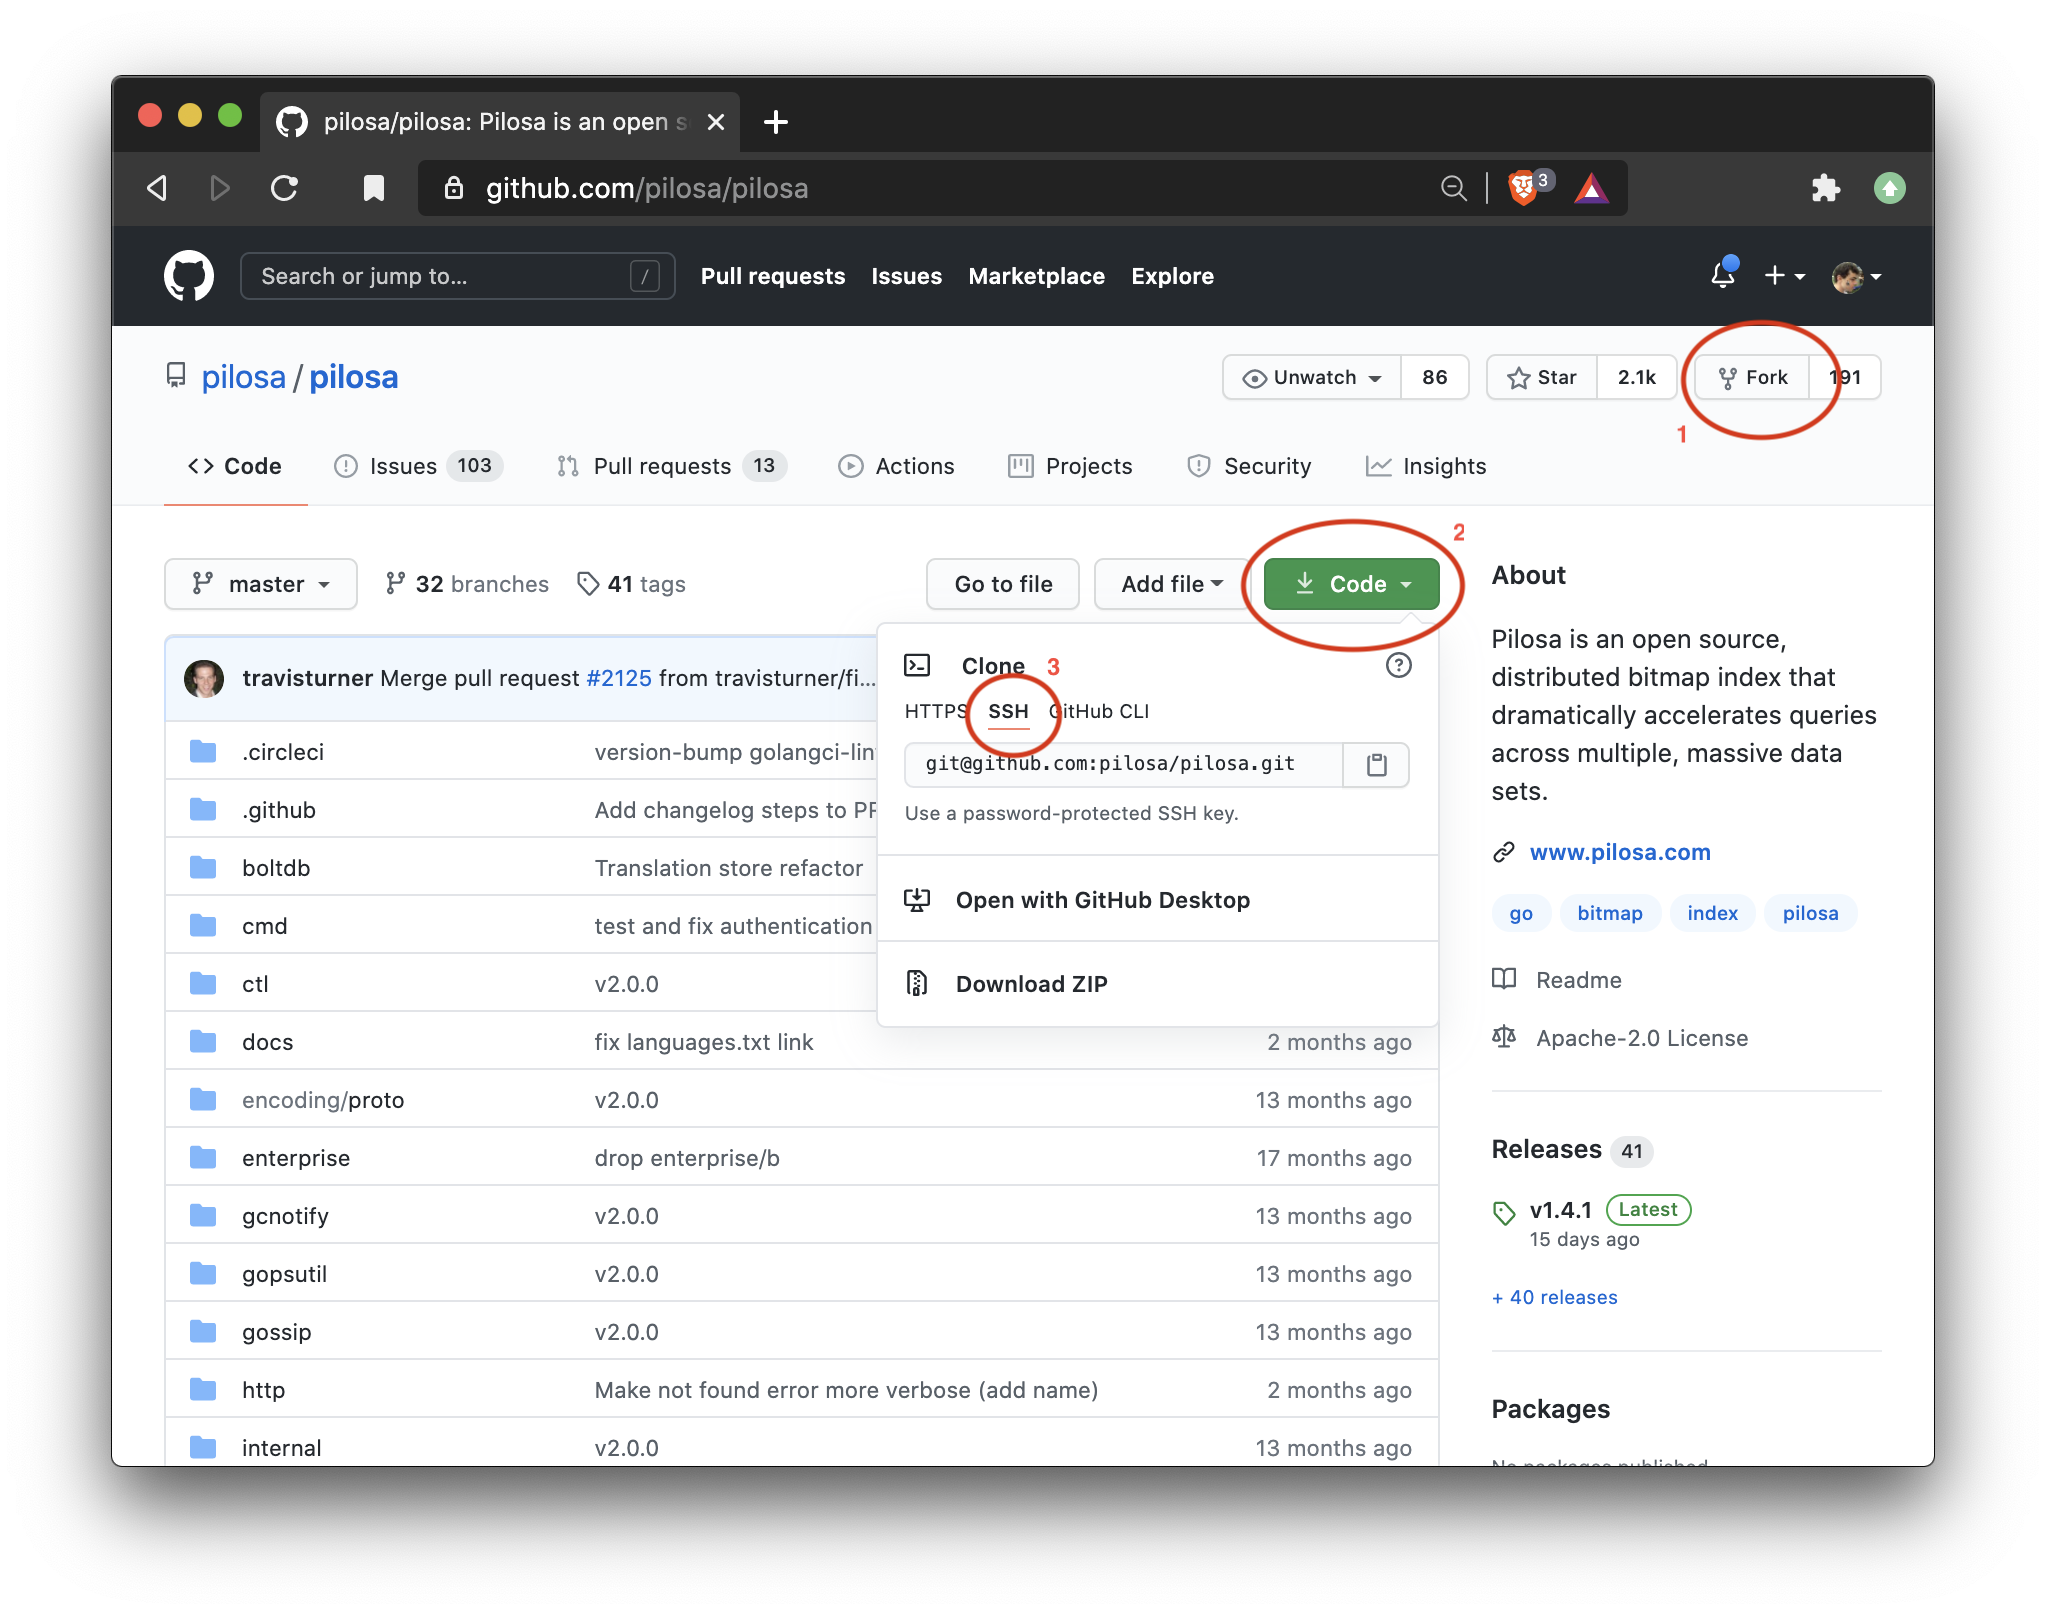 pilosa/pilosa: Pilosa is an open s
github.com/pilosa/pilosa
3
Search or jump to...
/
Pull requests Issues Marketplace Explore
pilosa / pilosa
Unwatch 86
Star 2.1k
Fork 191
1
Code
Issues 103
Pull requests 13
Actions
Projects
Security
Insights
2
master
32 branches
41 tags
Go to file
Add file
Code
travisturner Merge pull request #2125 from travisturner/fi...
Clone 3
HTTPS SSH GitHub CLI
git@github.com:pilosa/pilosa.git
Use a password-protected SSH key.
Open with GitHub Desktop
Download ZIP
.circleci version-bump golangci-lin
.github Add changelog steps to PR
boltdb Translation store refactor
cmd test and fix authentication
ctl v2.0.0
docs fix languages.txt link 2 months ago
encoding/proto v2.0.0 13 months ago
enterprise drop enterprise/b 17 months ago
gcnotify v2.0.0 13 months ago
gopsutil v2.0.0 13 months ago
gossip v2.0.0 13 months ago
http Make not found error more verbose (add name) 2 months ago
internal v2.0.0 13 months ago
About
Pilosa is an open source,
distributed bitmap index that
dramatically accelerates queries
across multiple, massive data
sets.
www.pilosa.com
go bitmap index pilosa
Readme
Apache-2.0 License
Releases 41
v1.4.1 Latest
15 days ago
+ 40 releases
Packages
No packages published